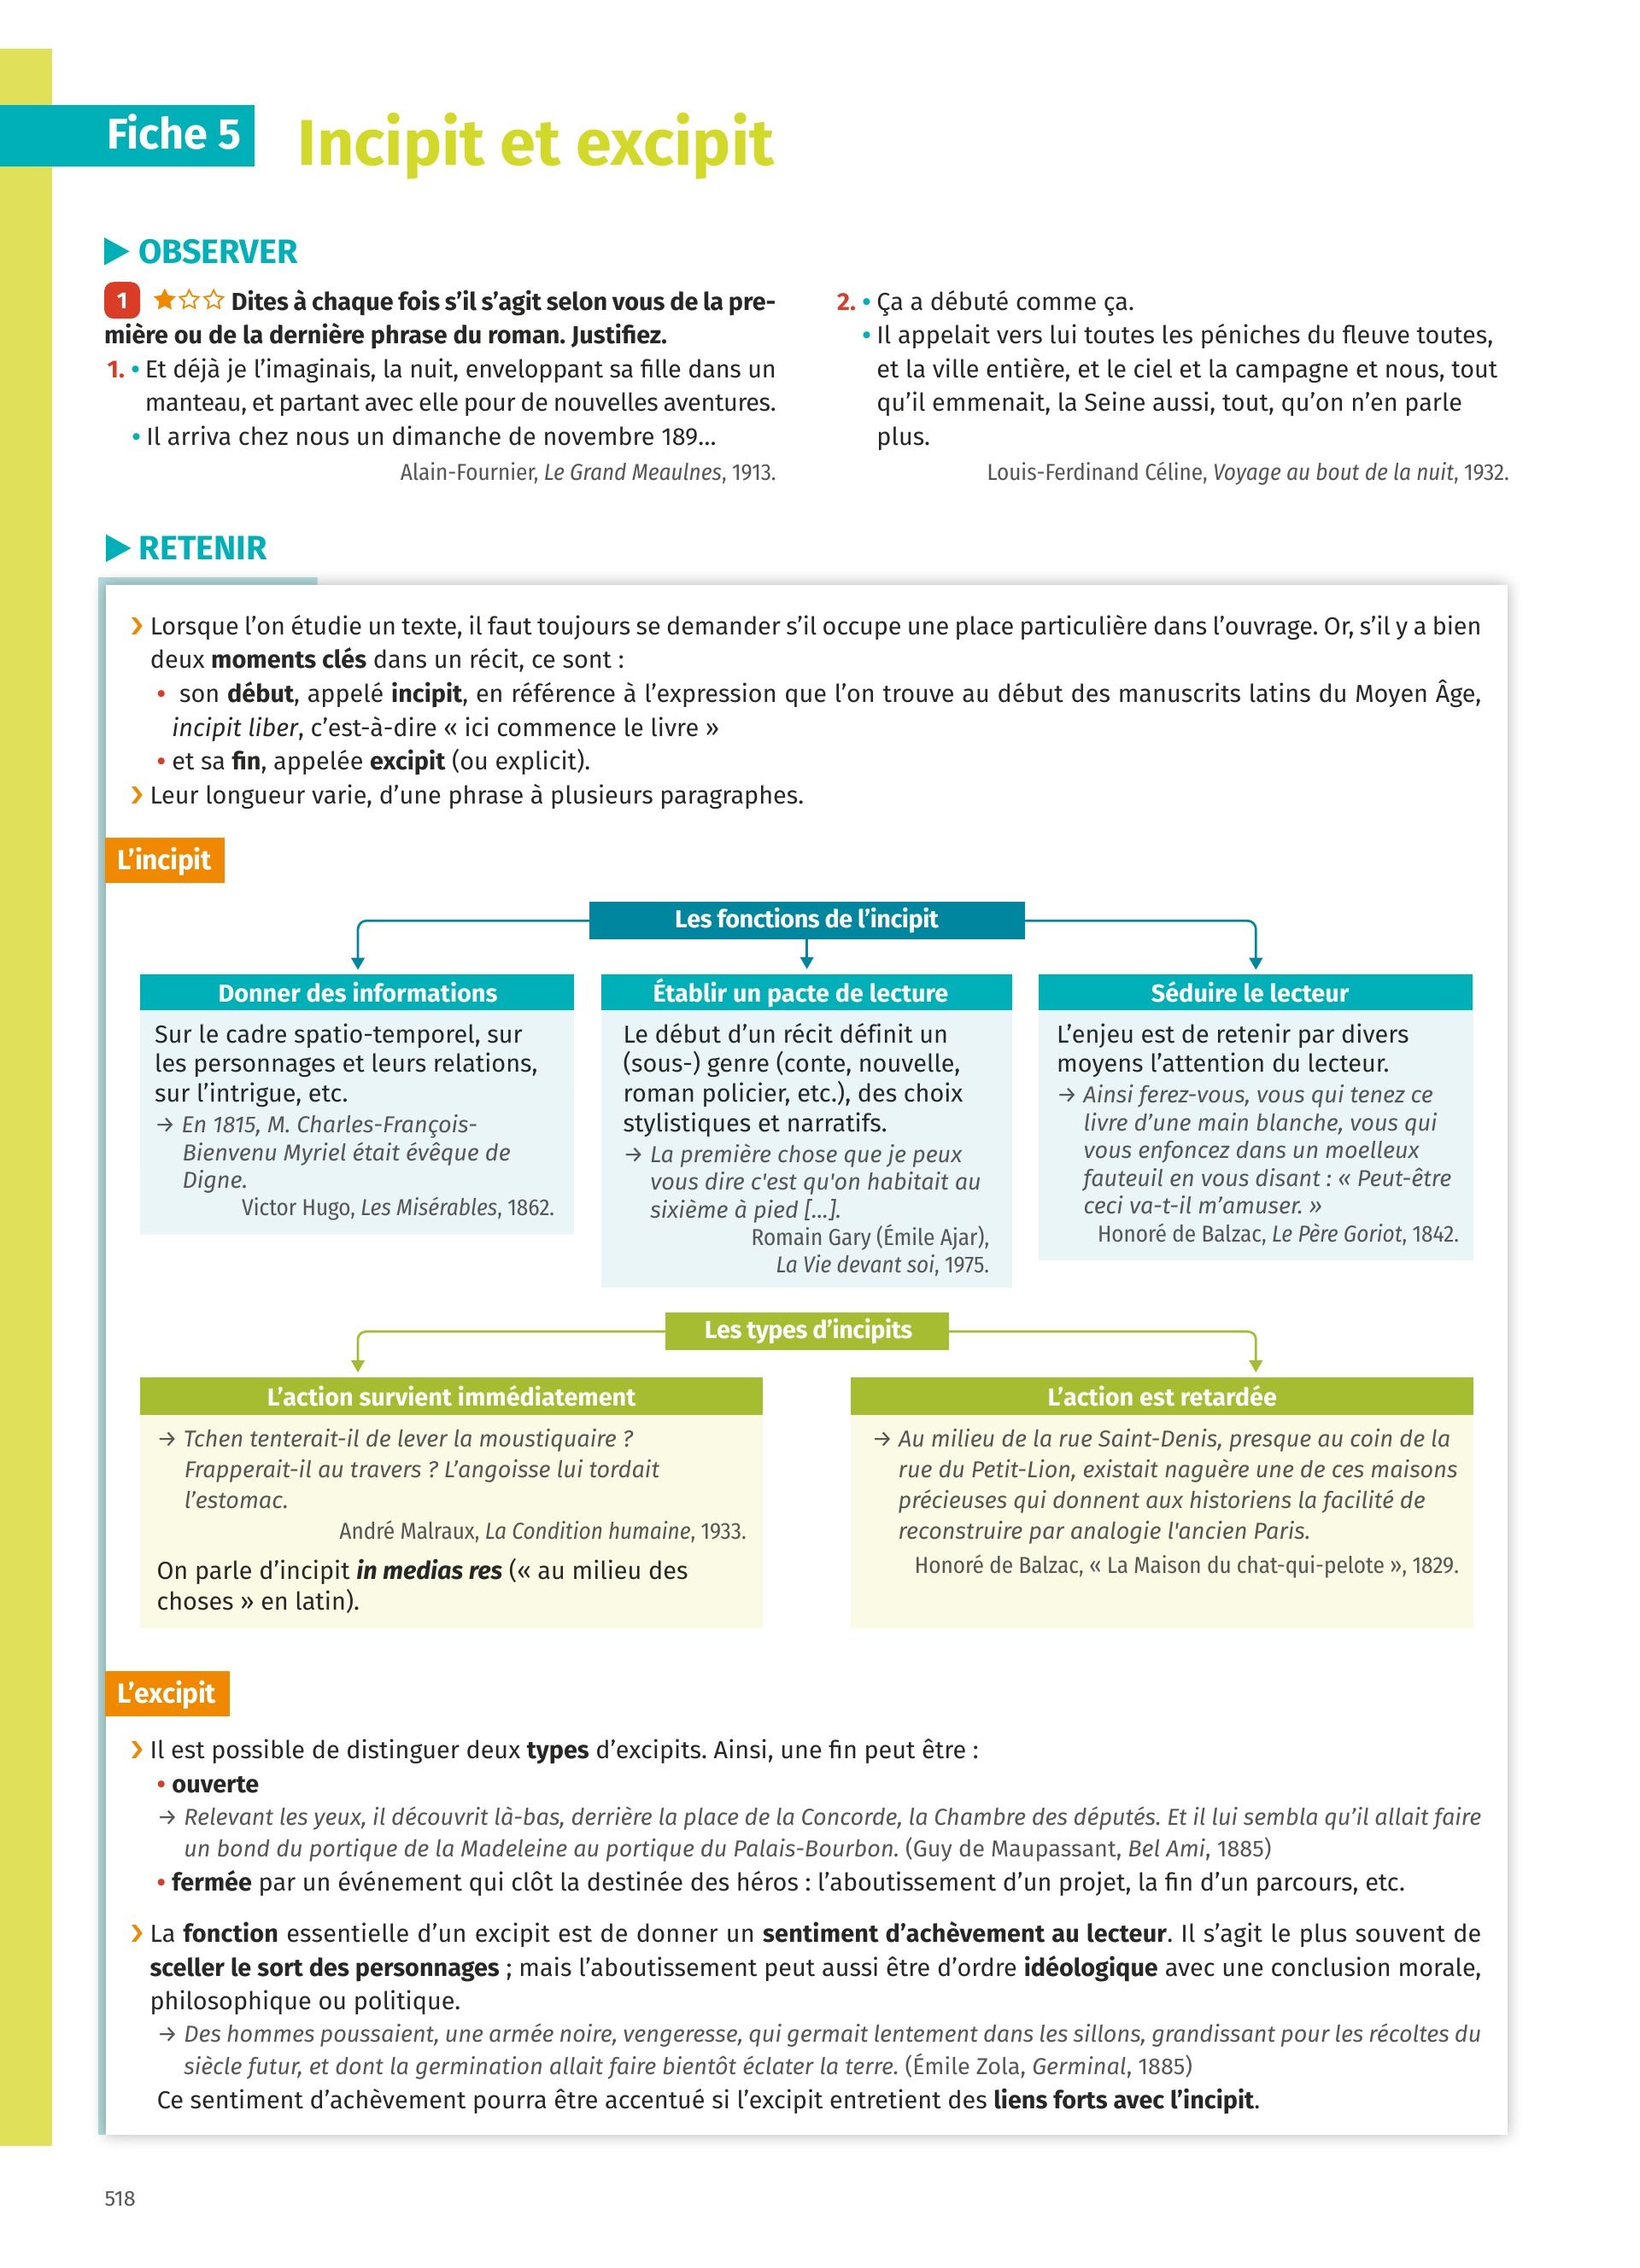 Fiche 5
Incipit et excipit
▶ OBSERVER
1 ★☆☆ Dites à chaque fois s’il s’agit selon vous de la pre-
mière ou de la dernière phrase du roman. Justifiez.
1. • Et déjà je l’imaginais, la nuit, enveloppant sa fille dans un
manteau, et partant avec elle pour de nouvelles aventures.
• Il arriva chez nous un dimanche de novembre 189...
Alain-Fournier, Le Grand Meaulnes, 1913.
2. • Ça a débuté comme ça.
• Il appelait vers lui toutes les péniches du fleuve toutes,
et la ville entière, et le ciel et la campagne et nous, tout
qu’il emmenait, la Seine aussi, tout, qu’on n’en parle
plus.
Louis-Ferdinand Céline, Voyage au bout de la nuit, 1932.
▶ RETENIR
› Lorsque l’on étudie un texte, il faut toujours se demander s’il occupe une place particulière dans l’ouvrage. Or, s’il y a bien
deux moments clés dans un récit, ce sont :
• son début, appelé incipit, en référence à l’expression que l’on trouve au début des manuscrits latins du Moyen Âge,
incipit liber, c’est-à-dire « ici commence le livre »
• et sa fin, appelée excipit (ou explicit).
› Leur longueur varie, d’une phrase à plusieurs paragraphes.
L’incipit
Les fonctions de l’incipit
Donner des informations
Sur le cadre spatio-temporel, sur
les personnages et leurs relations,
sur l’intrigue, etc.
→ En 1815, M. Charles-François-
Bienvenu Myriel était évêque de
Digne.
Victor Hugo, Les Misérables, 1862.
Établir un pacte de lecture
Le début d’un récit définit un
(sous-) genre (conte, nouvelle,
roman policier, etc.), des choix
stylistiques et narratifs.
→ La première chose que je peux
vous dire c'est qu'on habitait au
sixième à pied [...].
Romain Gary (Émile Ajar),
La Vie devant soi, 1975.
Séduire le lecteur
L’enjeu est de retenir par divers
moyens l’attention du lecteur.
→ Ainsi ferez-vous, vous qui tenez ce
livre d’une main blanche, vous qui
vous enfoncez dans un moelleux
fauteuil en vous disant : « Peut-être
ceci va-t-il m’amuser. »
Honoré de Balzac, Le Père Goriot, 1842.
Les types d’incipits
L’action survient immédiatement
→ Tchen tenterait-il de lever la moustiquaire ?
Frapperait-il au travers ? L’angoisse lui tordait
l’estomac.
André Malraux, La Condition humaine, 1933.
On parle d’incipit in medias res (« au milieu des
choses » en latin).
L’action est retardée
→ Au milieu de la rue Saint-Denis, presque au coin de la
rue du Petit-Lion, existait naguère une de ces maisons
précieuses qui donnent aux historiens la facilité de
reconstruire par analogie l'ancien Paris.
Honoré de Balzac, « La Maison du chat-qui-pelote », 1829.
L’excipit
› Il est possible de distinguer deux types d’excipits. Ainsi, une fin peut être :
• ouverte
→ Relevant les yeux, il découvrit là-bas, derrière la place de la Concorde, la Chambre des députés. Et il lui sembla qu’il allait faire
un bond du portique de la Madeleine au portique du Palais-Bourbon. (Guy de Maupassant, Bel Ami, 1885)
• fermée par un événement qui clôt la destinée des héros : l’aboutissement d’un projet, la fin d’un parcours, etc.
› La fonction essentielle d’un excipit est de donner un sentiment d’achèvement au lecteur. Il s’agit le plus souvent de
sceller le sort des personnages ; mais l’aboutissement peut aussi être d’ordre idéologique avec une conclusion morale,
philosophique ou politique.
→ Des hommes poussaient, une armée noire, vengeresse, qui germait lentement dans les sillons, grandissant pour les récoltes du
siècle futur, et dont la germination allait faire bientôt éclater la terre. (Émile Zola, Germinal, 1885)
Ce sentiment d’achèvement pourra être accentué si l’excipit entretient des liens forts avec l’incipit.
518